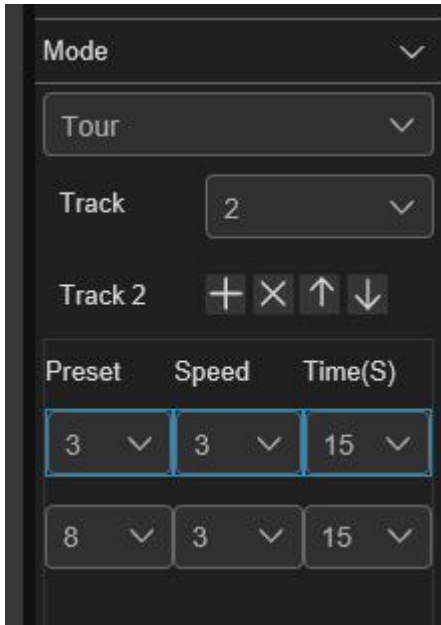 Mode
Tour
Track 2
Track 2
Preset Speed Time(S)
3 3 15
8 3 15